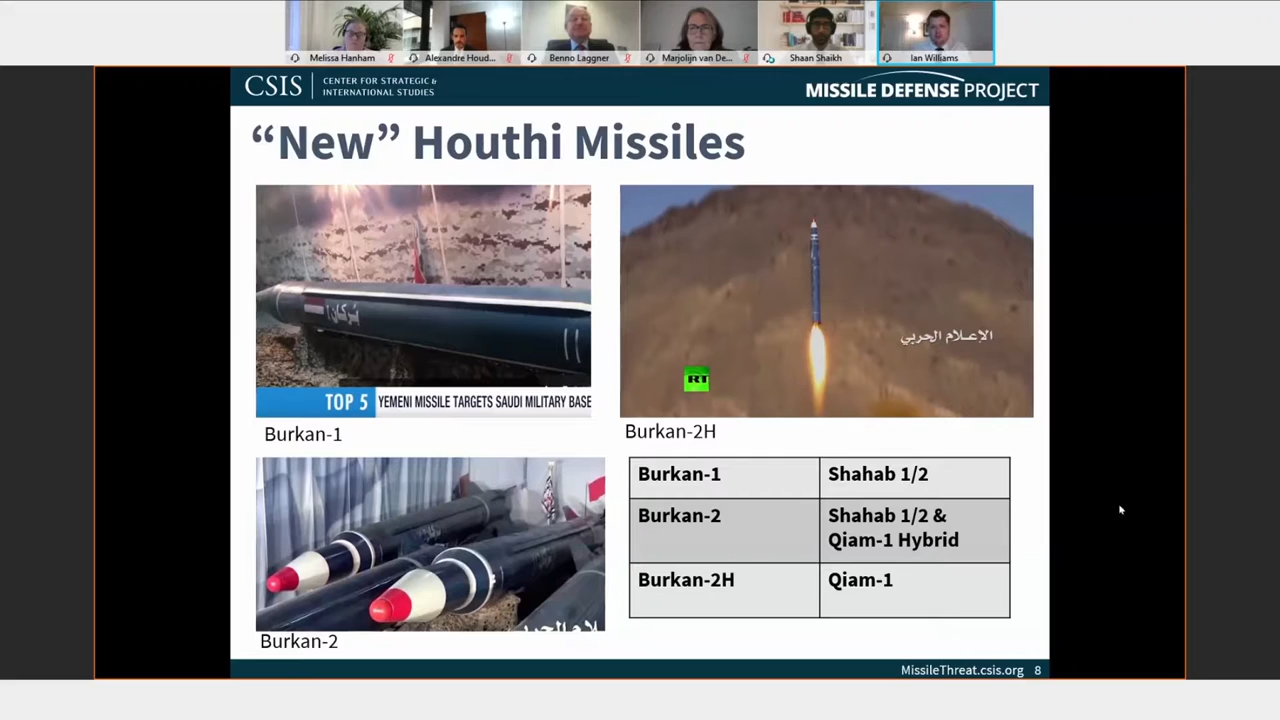 Melissa Hanham
Alexandre Houd...
Benno Laggner
Marjolijn van De...
Shaan Shaikh
Ian Williams
CSIS
CENTER FOR STRATEGIC &
INTERNATIONAL STUDIES
MISSILE DEFENSE PROJECT
“New” Houthi Missiles
بركان ١
TOP 5
YEMENI MISSILE TARGETS SAUDI MILITARY BASE
Burkan-1
الإعلام الحربي
RT
Burkan-2H
Burkan-2
Burkan-1
Shahab 1/2
Burkan-2
Shahab 1/2 &
Qiam-1 Hybrid
Burkan-2H
Qiam-1
MissileThreat.csis.org
8